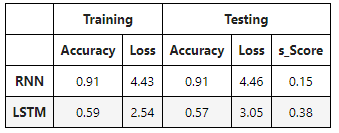 Training Testing
Accuracy Loss Accuracy Loss s_Score
RNN 0.91 4.43 0.91 4.46 0.15
LSTM 0.59 2.54 0.57 3.05 0.38